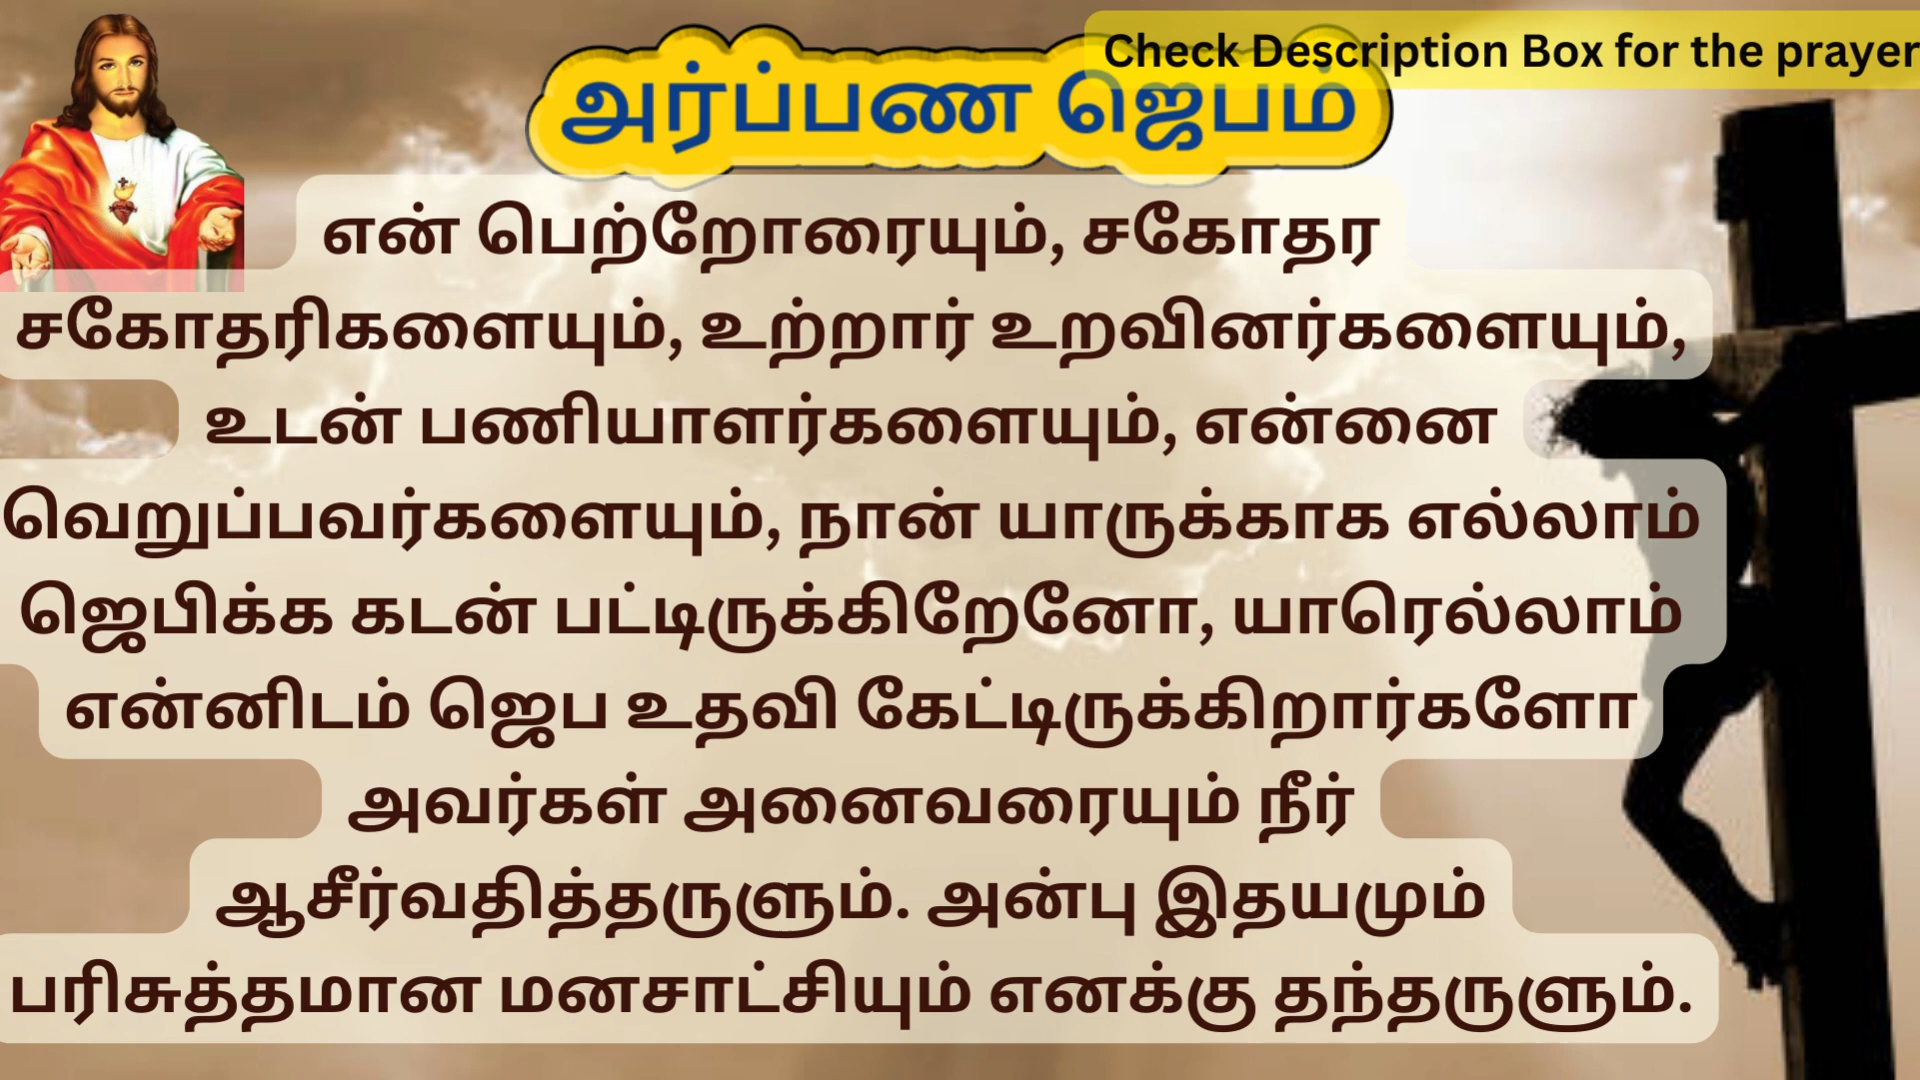 Check Description Box for the prayer
அர்ப்பண ஜெபம்
என் பெற்றோரையும், சகோதர
சகோதரிகளையும், உற்றார் உறவினர்களையும்,
உடன் பணியாளர்களையும், என்னை
வெறுப்பவர்களையும், நான் யாருக்காக எல்லாம்
ஜெபிக்க கடன் பட்டிருக்கிறேனோ, யாரெல்லாம்
என்னிடம் ஜெப உதவி கேட்டிருக்கிறார்களோ
அவர்கள் அனைவரையும் நீர்
ஆசீர்வதித்தருளும். அன்பு இதயமும்
பரிசுத்தமான மனசாட்சியும் எனக்கு தந்தருளும்.